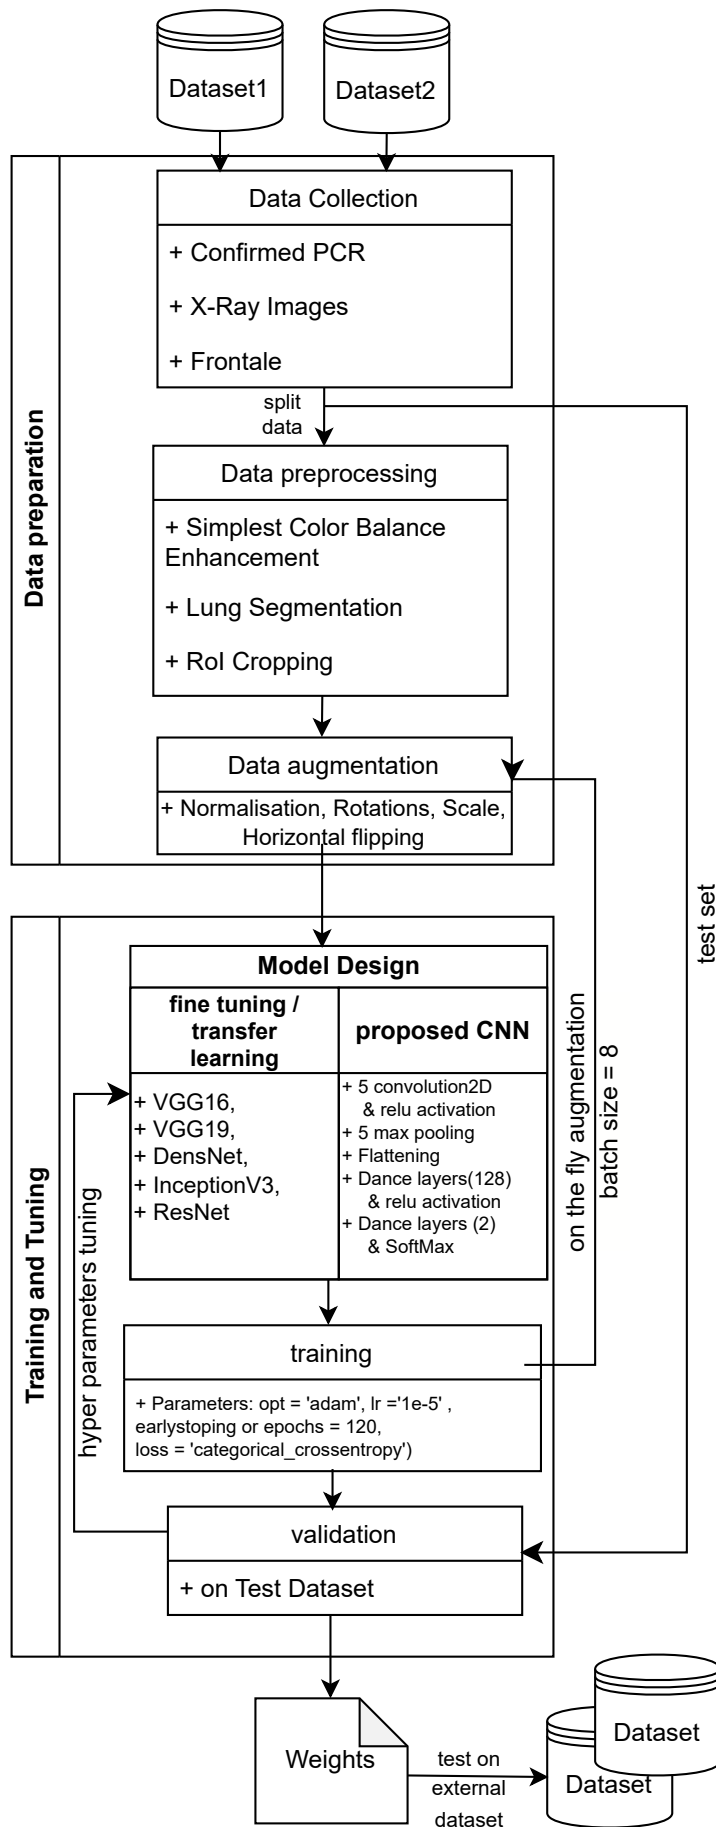 Dataset1
Dataset2
Data preparation
Data Collection
+ Confirmed PCR
+ X-Ray Images
+ Frontale
split
data
Data preprocessing
+ Simplest Color Balance
Enhancement
+ Lung Segmentation
+ RoI Cropping
Data augmentation
+ Normalisation, Rotations, Scale,
Horizontal flipping
test set
on the fly augmentation
batch size = 8
Training and Tuning
hyper parameters tuning
Model Design
fine tuning /
transfer
learning
+ VGG16,
+ VGG19,
+ DensNet,
+ InceptionV3,
+ ResNet
proposed CNN
+ 5 convolution2D
& relu activation
+ 5 max pooling
+ Flattening
+ Dance layers(128)
& relu activation
+ Dance layers (2)
& SoftMax
training
+ Parameters: opt = 'adam', lr ='1e-5' ,
earlystoping or epochs = 120,
loss = 'categorical_crossentropy')
validation
+ on Test Dataset
Weights
test on
external
dataset
Dataset
Dataset